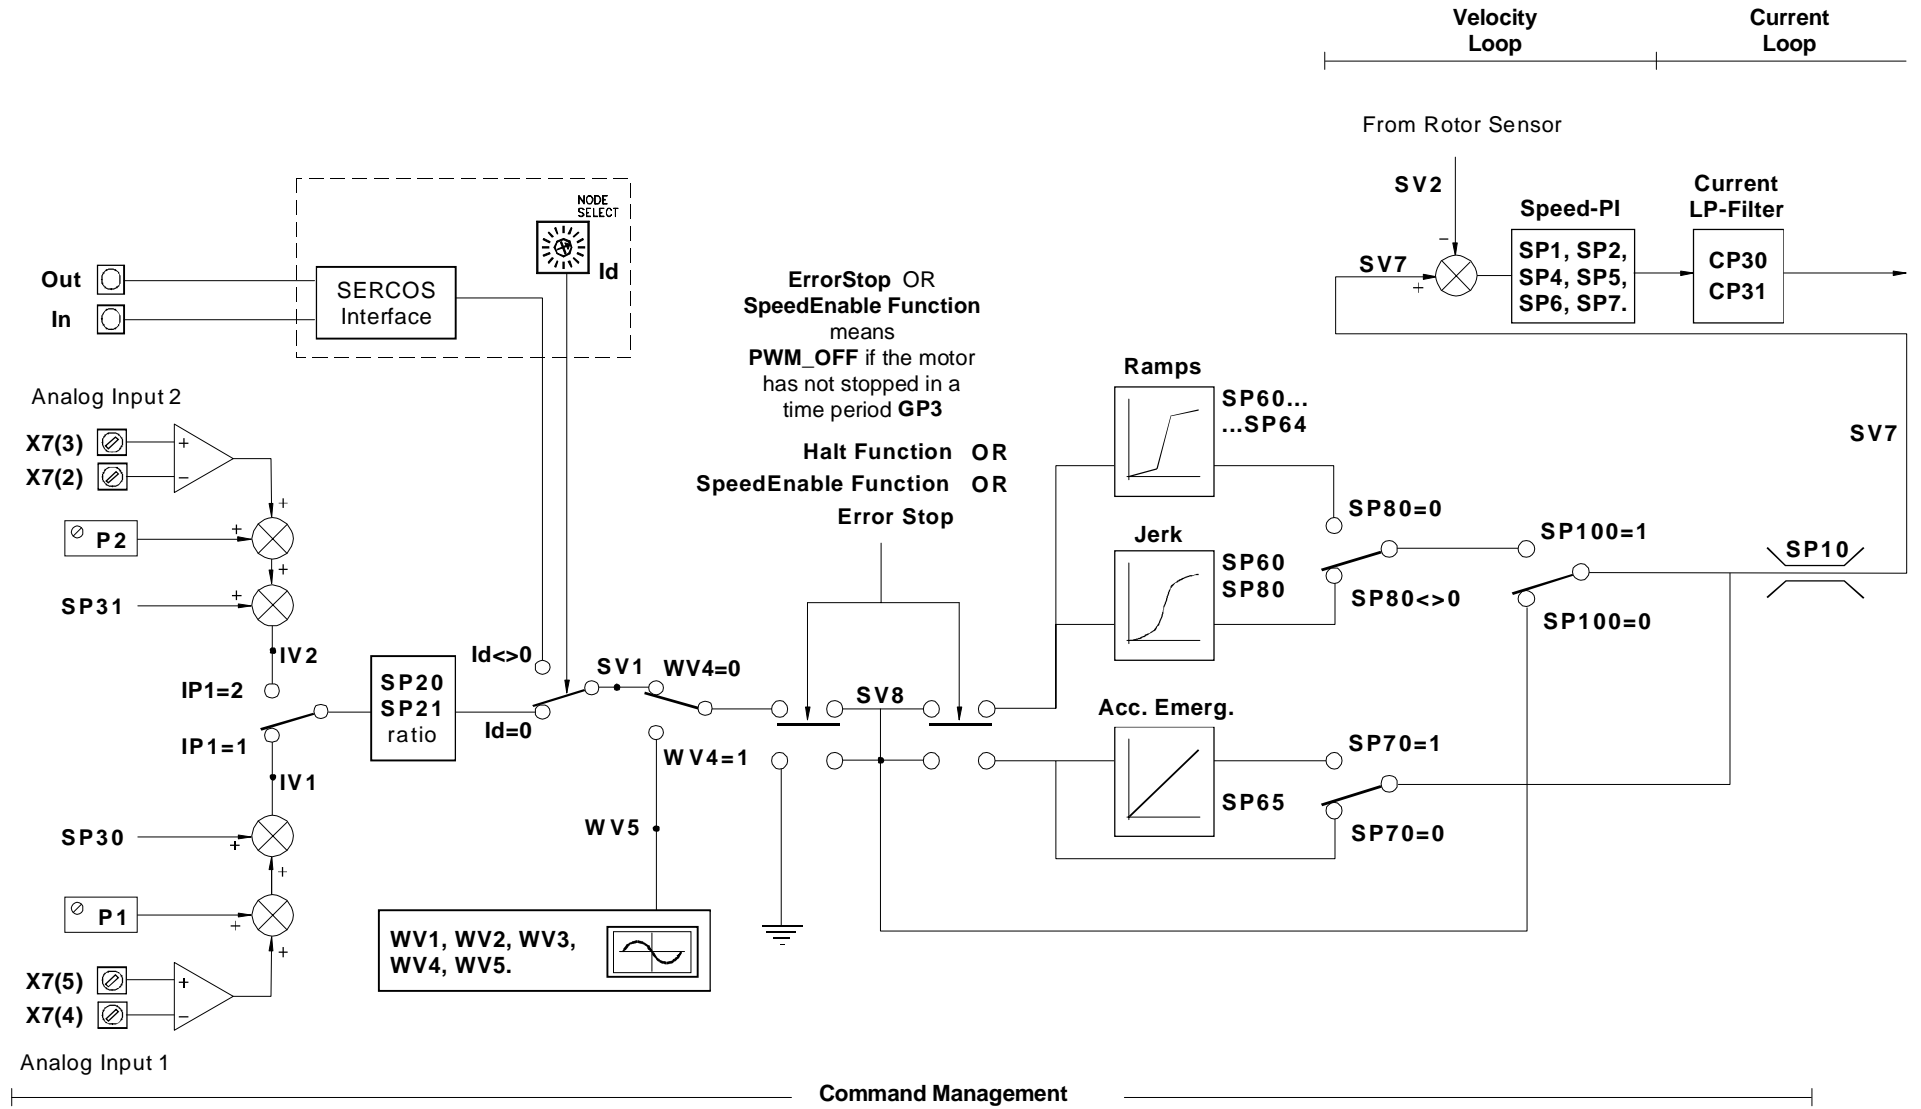 Velocity
Loop
Current
Loop
From Rotor Sensor
SV2
−
SV7
+
Speed-PI
SP1, SP2,
SP4, SP5,
SP6, SP7.
Current
LP-Filter
CP30
CP31
NODE
SELECT
Id
Out
In
SERCOS
Interface
ErrorStop OR
SpeedEnable Function
means
PWM_OFF if the motor
has not stopped in a
time period GP3
Halt Function OR
SpeedEnable Function OR
Error Stop
Analog Input 2
X7(3)
+
X7(2)
−
+
+
P2
+
+
SP31
IV2
IP1=2
IP1=1
IV1
SP30
+
+
P1
+
+
X7(5)
+
X7(4)
−
Analog Input 1
SP20
SP21
ratio
Id<>0
Id=0
SV1
WV4=0
WV4=1
WV5
WV1, WV2, WV3,
WV4, WV5.
SV8
Ramps
SP60...
...SP64
Jerk
SP60
SP80
Acc. Emerg.
SP65
SP80=0
SP80<>0
SP100=1
SP100=0
SP70=1
SP70=0
SP10
SV7
Command Management